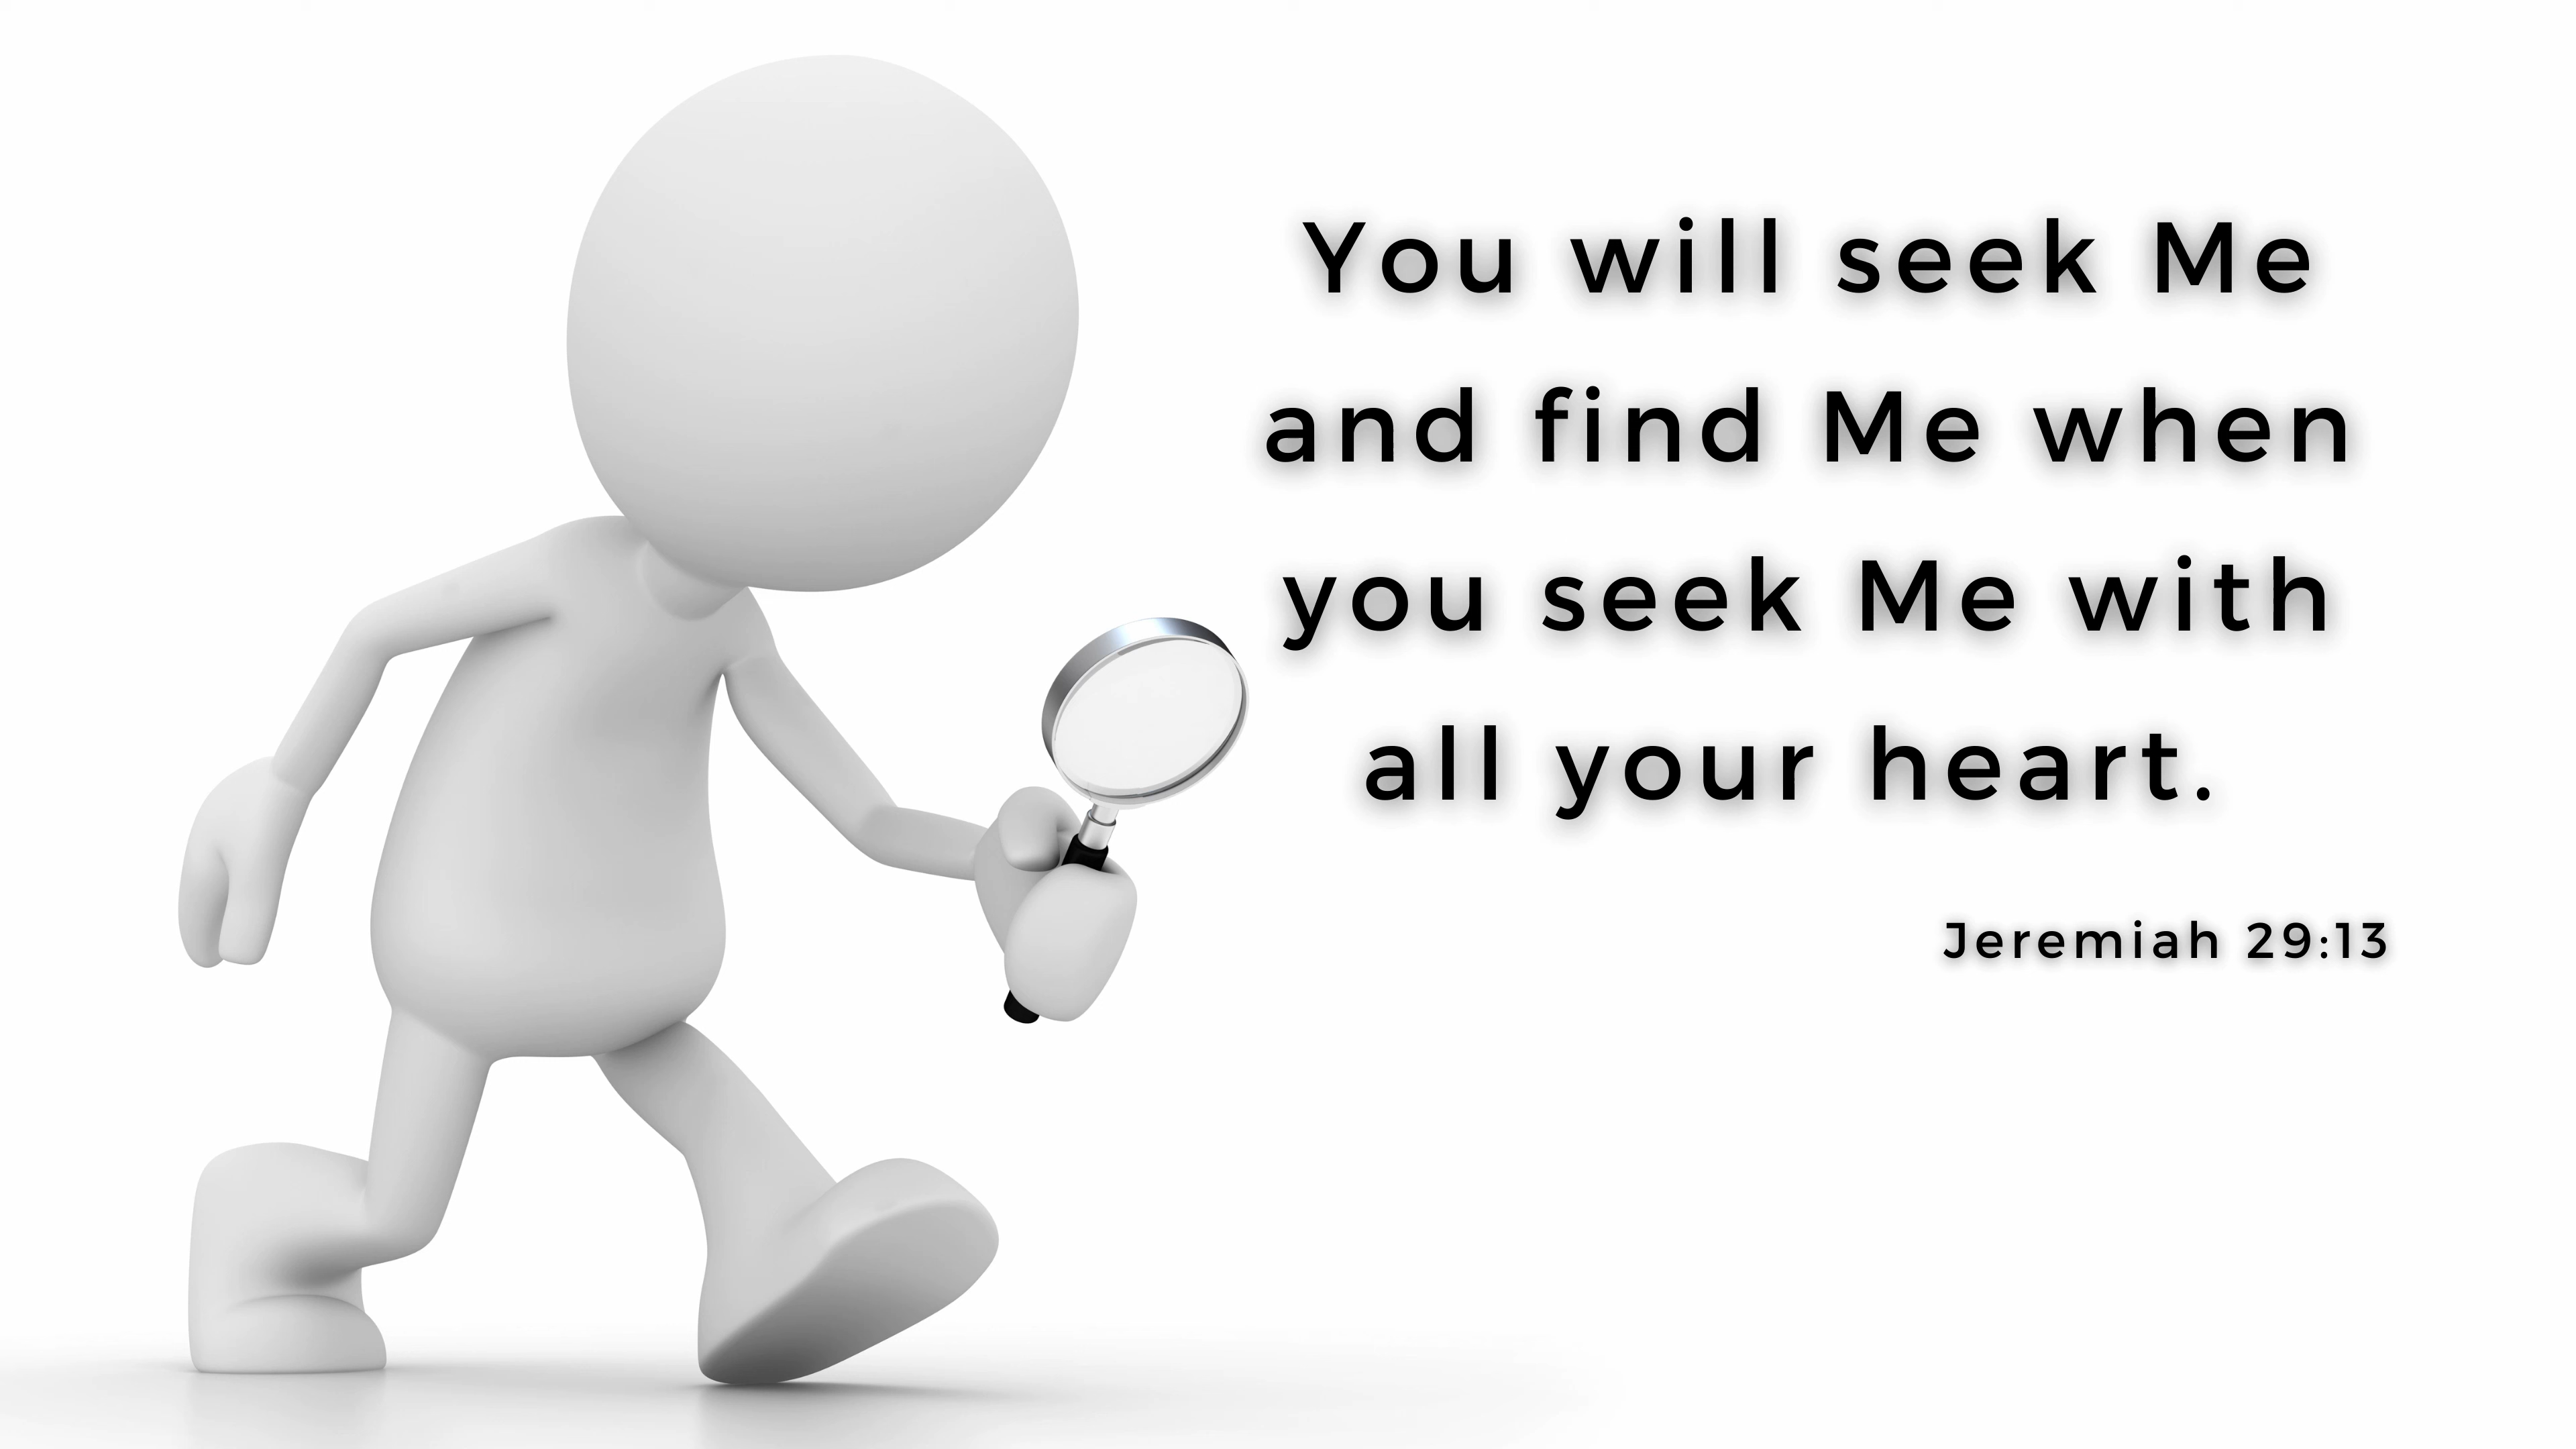 You will seek Me
and find Me when
you seek Me with
all your heart.
Jeremiah 29:13